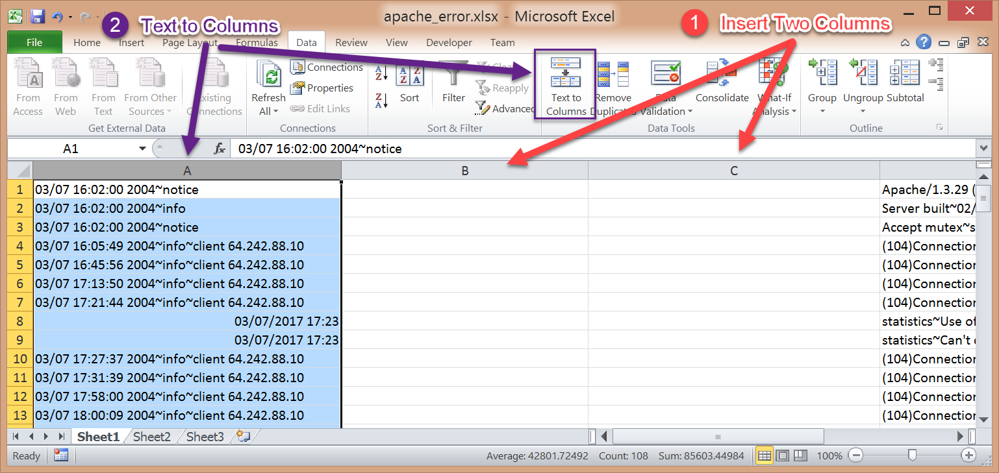 apache_error.xlsx - Microsoft Excel
2 Text to Columns
1 Insert Two Columns
File Home Insert Page Layout Formulas Data Review View Developer Team
From Access
From Web
From Text
From Other Sources
Existing Connections
Get External Data
Refresh All
Connections
Properties
Edit Links
Connections
Sort
Filter
Clear
Reapply
Advanced
Sort & Filter
Text to Columns
Remove Duplicates
Data Validation
Consolidate
What-If Analysis
Data Tools
Group
Ungroup
Subtotal
Outline
A1 fx 03/07 16:02:00 2004~notice
A B C
1 03/07 16:02:00 2004~notice Apache/1.3.29 (
2 03/07 16:02:00 2004~info Server built~02/
3 03/07 16:02:00 2004~notice Accept mutex~s
4 03/07 16:05:49 2004~info~client 64.242.88.10 (104)Connection
5 03/07 16:45:56 2004~info~client 64.242.88.10 (104)Connection
6 03/07 17:13:50 2004~info~client 64.242.88.10 (104)Connection
7 03/07 17:21:44 2004~info~client 64.242.88.10 (104)Connection
8 03/07/2017 17:23 statistics~Use of
9 03/07/2017 17:23 statistics~Can't
10 03/07 17:27:37 2004~info~client 64.242.88.10 (104)Connection
11 03/07 17:31:39 2004~info~client 64.242.88.10 (104)Connection
12 03/07 17:58:00 2004~info~client 64.242.88.10 (104)Connection
13 03/07 18:00:09 2004~info~client 64.242.88.10 (104)Connection
Sheet1 Sheet2 Sheet3
Ready Average: 42801.72492 Count: 108 Sum: 85603.44984 100%